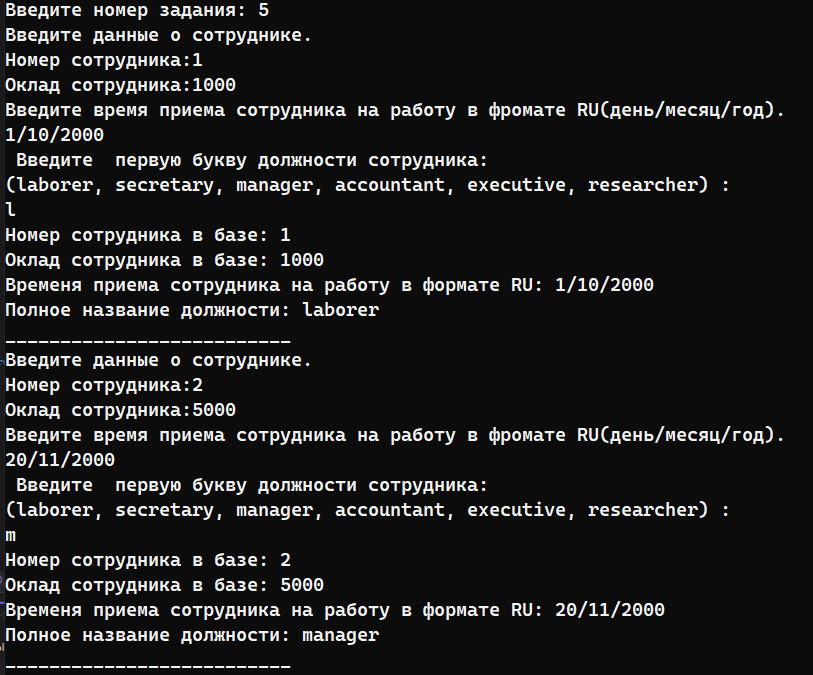 Введите номер задания: 5
Введите данные о сотруднике.
Номер сотрудника:1
Оклад сотрудника:1000
Введите время приема сотрудника на работу в фромате RU(день/месяц/год).
1/10/2000
 Введите  первую букву должности сотрудника:
(laborer, secretary, manager, accountant, executive, researcher) :
l
Номер сотрудника в базе: 1
Оклад сотрудника в базе: 1000
Временя приема сотрудника на работу в формате RU: 1/10/2000
Полное название должности: laborer
__________________________
Введите данные о сотруднике.
Номер сотрудника:2
Оклад сотрудника:5000
Введите время приема сотрудника на работу в фромате RU(день/месяц/год).
20/11/2000
 Введите  первую букву должности сотрудника:
(laborer, secretary, manager, accountant, executive, researcher) :
m
Номер сотрудника в базе: 2
Оклад сотрудника в базе: 5000
Временя приема сотрудника на работу в формате RU: 20/11/2000
Полное название должности: manager
__________________________